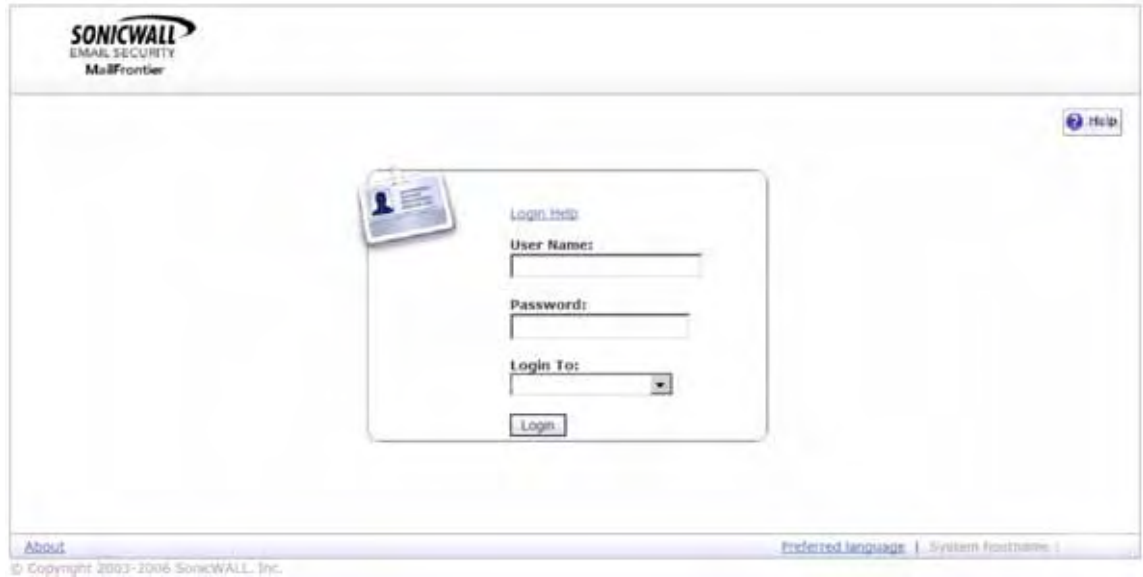 SONICWALL
EMAIL SECURITY
MailFrontier
Help
Login Help
User Name:
Password:
Login To:
Login
About
Preferred language | System hostname :
© Copyright 2003-2006 SonicWALL, Inc.